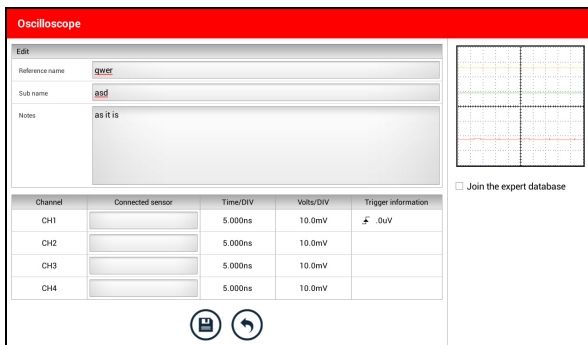 Oscilloscope
Edit
Reference name qwer
Sub name asd
Notes as it is
Join the expert database
Channel Connected sensor Time/DIV Volts/DIV Trigger information
CH1 5.000ns 10.0mV .0uV
CH2 5.000ns 10.0mV
CH3 5.000ns 10.0mV
CH4 5.000ns 10.0mV